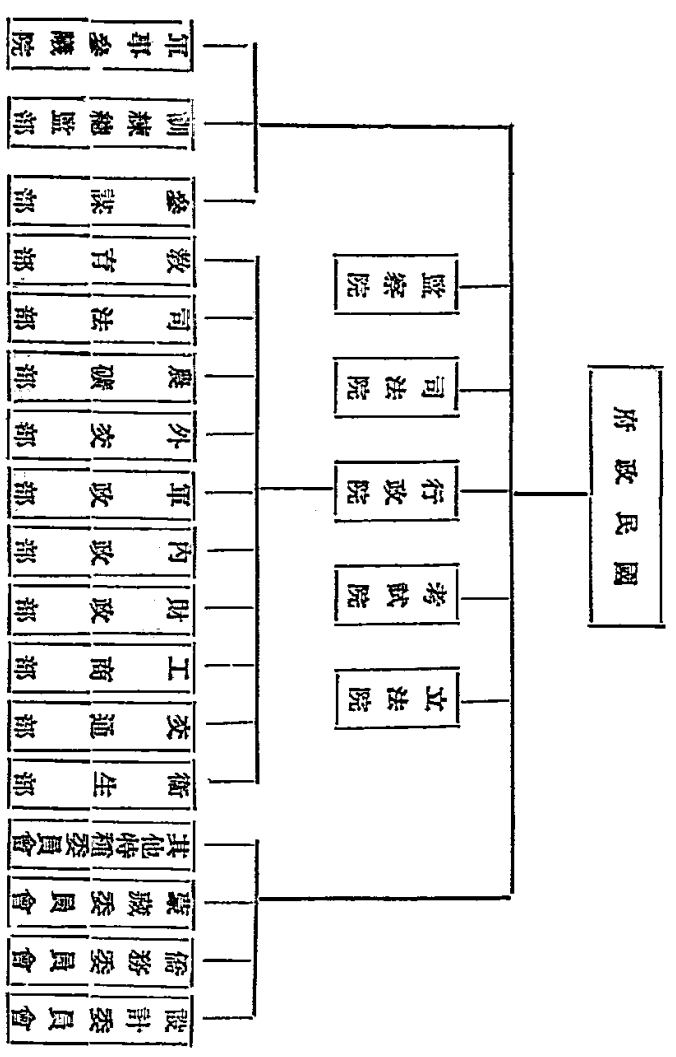 國民政府
立法院
考試院
行政院
司法院
監察院
設計委員會
僑務委員會
蒙藏委員會
其他特種委員會
衛生部
交通部
工商部
財政部
內政部
軍政部
外交部
農礦部
司法部
教育部
參謀部
訓練總監部
軍事參議院